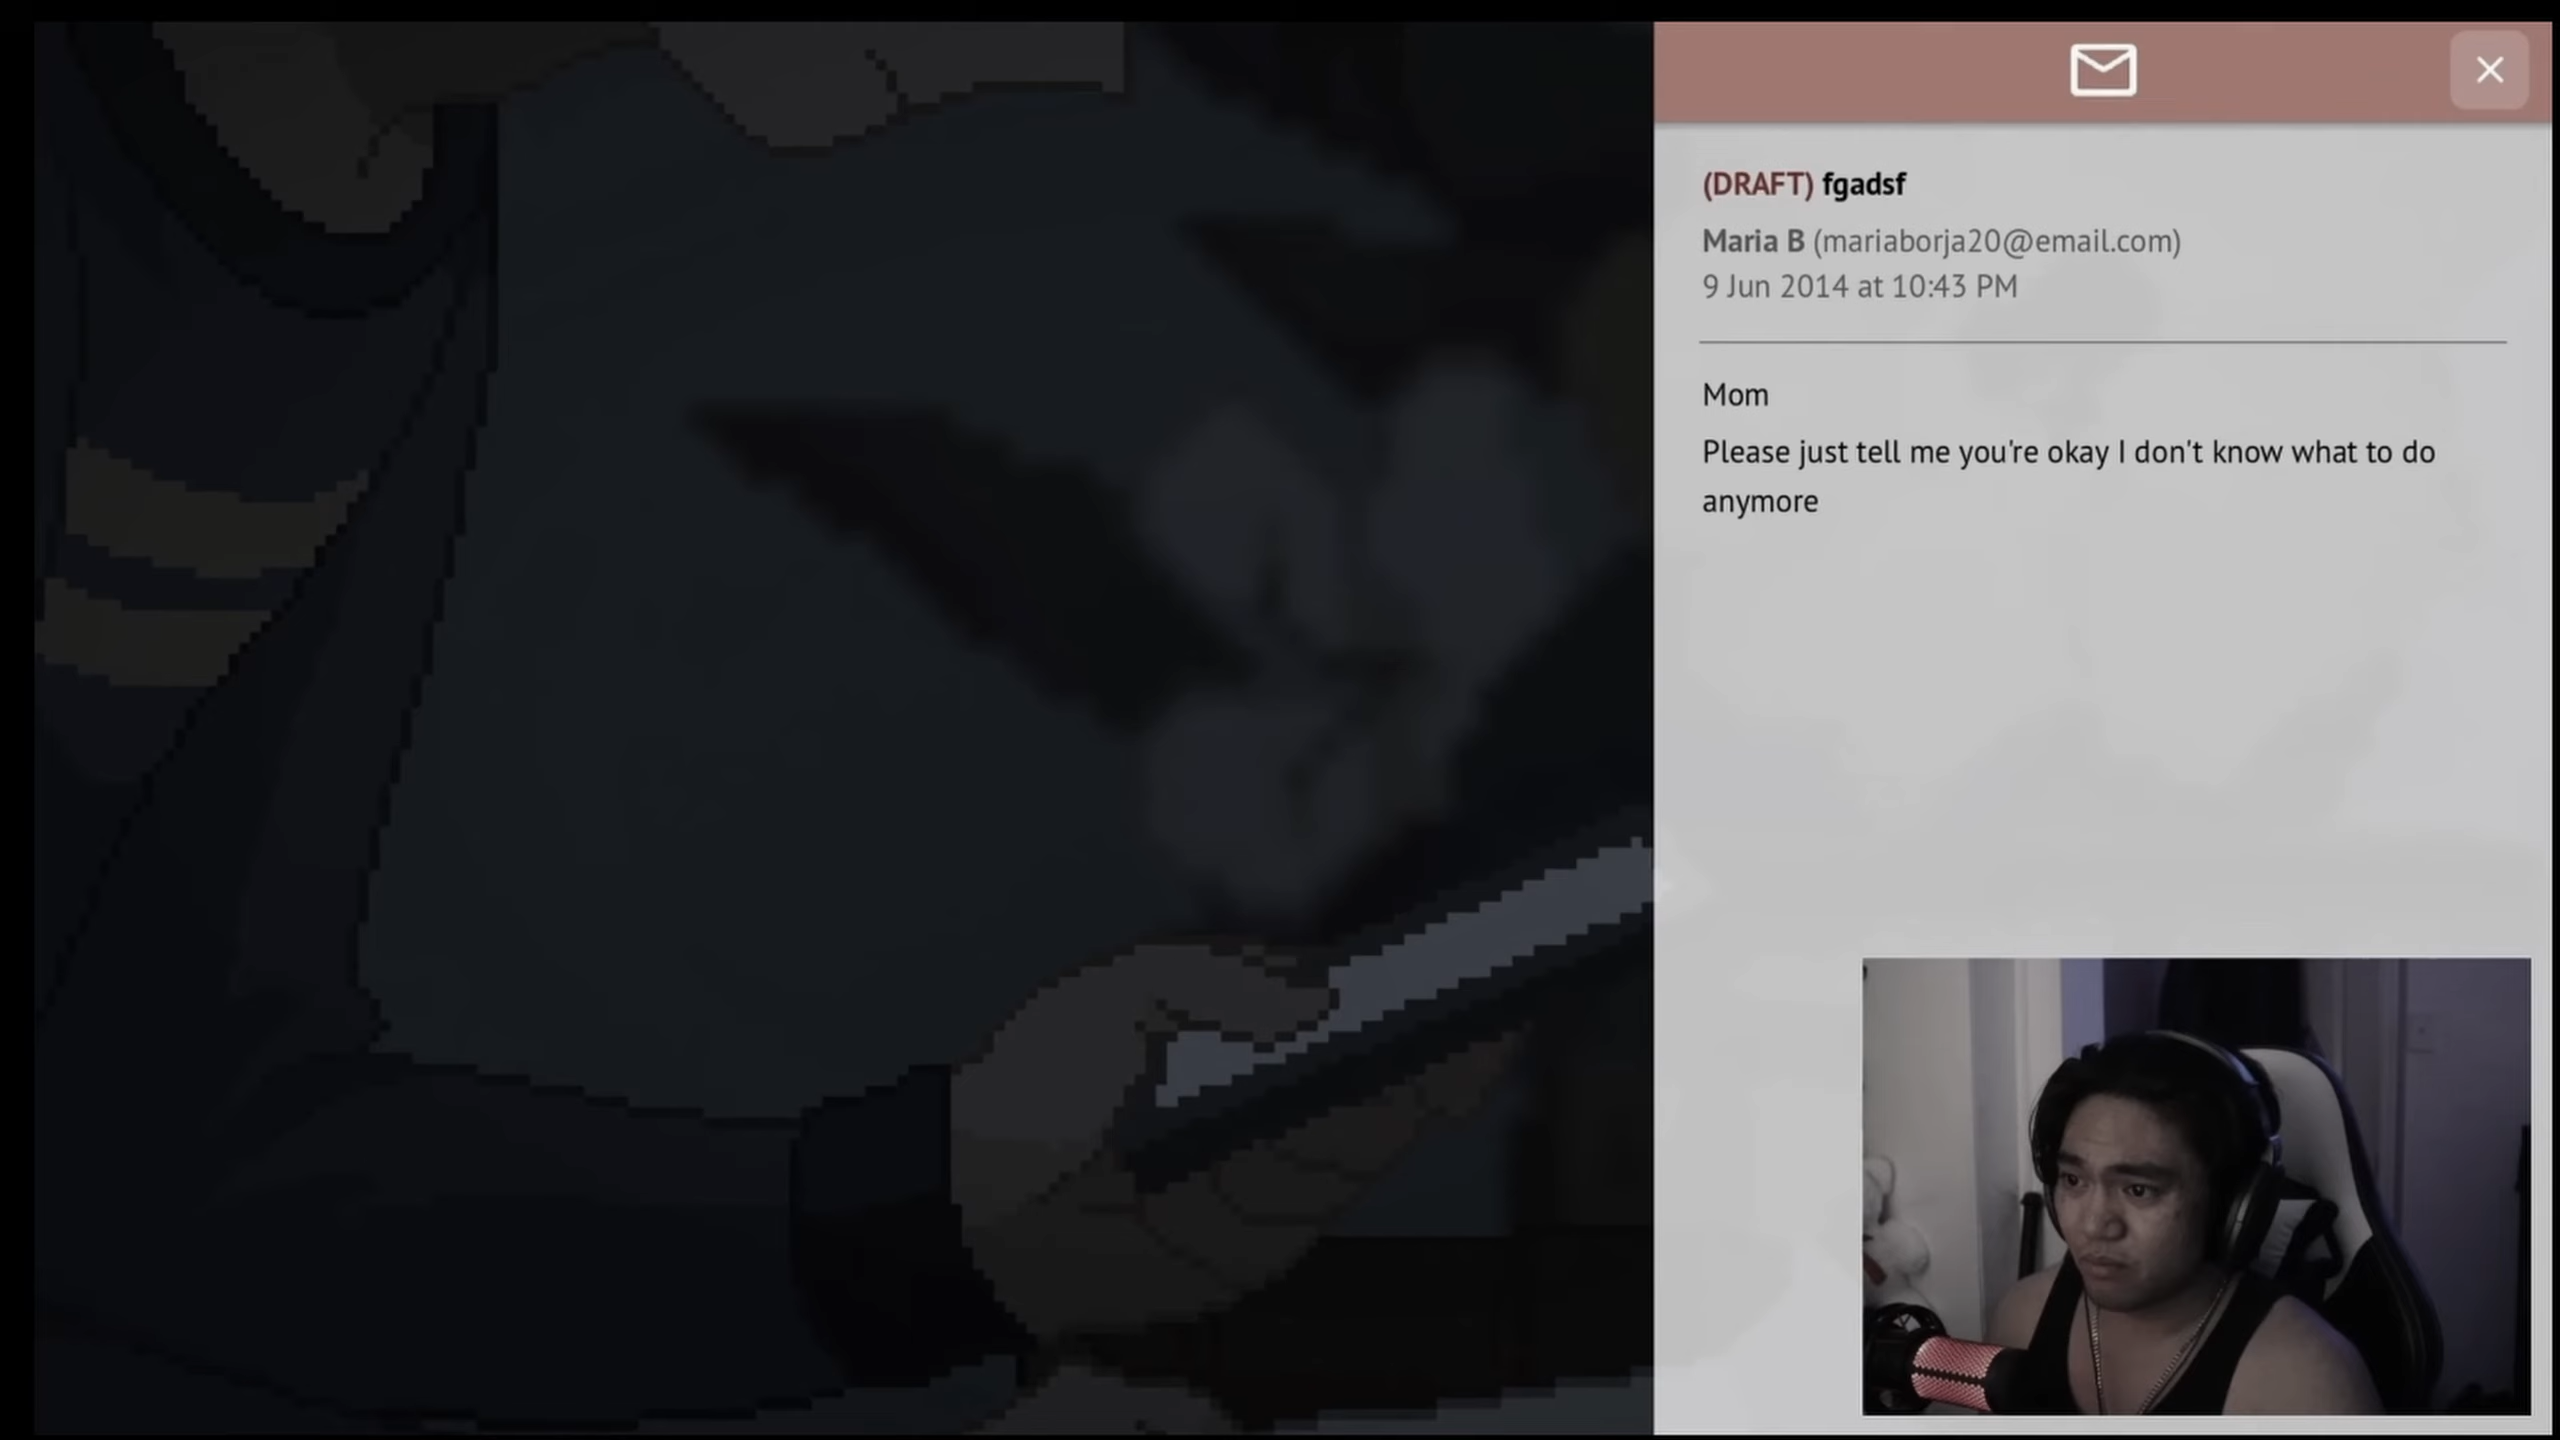 (DRAFT) fgadsf
Maria B (mariaborja20@email.com)
9 Jun 2014 at 10:43 PM
Mom
Please just tell me you're okay I don't know what to do
anymore